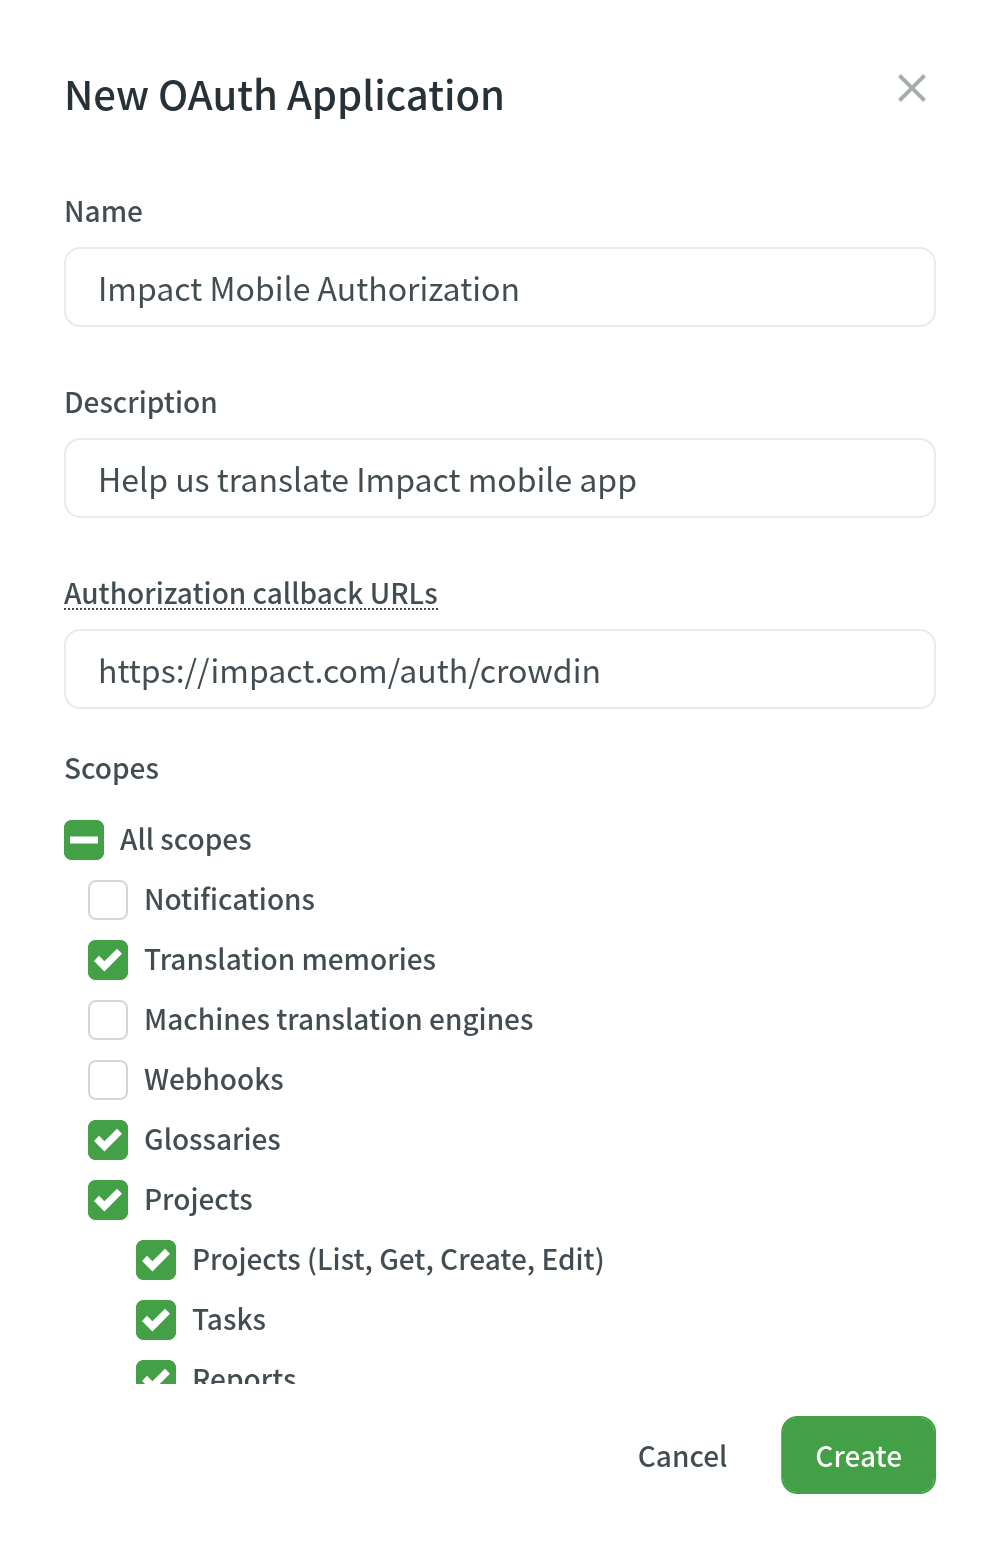 New OAuth Application
Name
Impact Mobile Authorization
Description
Help us translate Impact mobile app
Authorization callback URLs
https://impact.com/auth/crowdin
Scopes
All scopes
Notifications
Translation memories
Machines translation engines
Webhooks
Glossaries
Projects
Projects (List, Get, Create, Edit)
Tasks
Reports
Cancel
Create